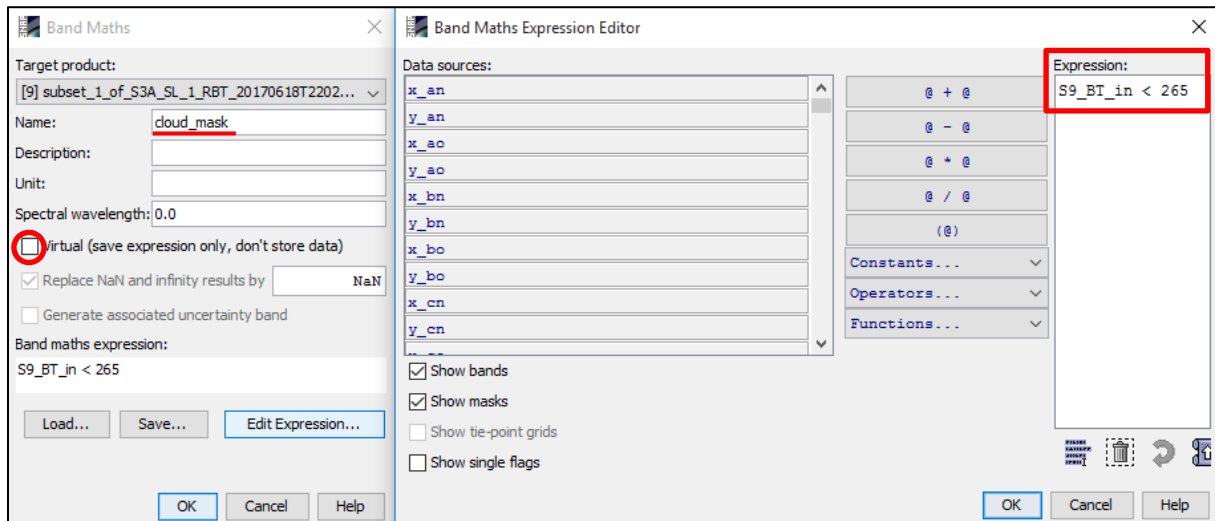 Band Maths
Target product:
[9] subset_1_of_S3A_SL_1_RBT_20170618T2202...
Name: cloud_mask
Description:
Unit:
Spectral wavelength: 0.0
Virtual (save expression only, don't store data)
Replace NaN and infinity results by NaN
Generate associated uncertainty band
Band maths expression:
S9_BT_in < 265
Load... Save... Edit Expression...
OK Cancel Help
Band Maths Expression Editor
Data sources:
x_an
y_an
x_ao
y_ao
x_bn
y_bn
x_bo
y_bo
x_cn
y_cn
@ + @
@ - @
@ * @
@ / @
(@)
Constants...
Operators...
Functions...
Show bands
Show masks
Show tie-point grids
Show single flags
Expression:
S9_BT_in < 265
OK Cancel Help